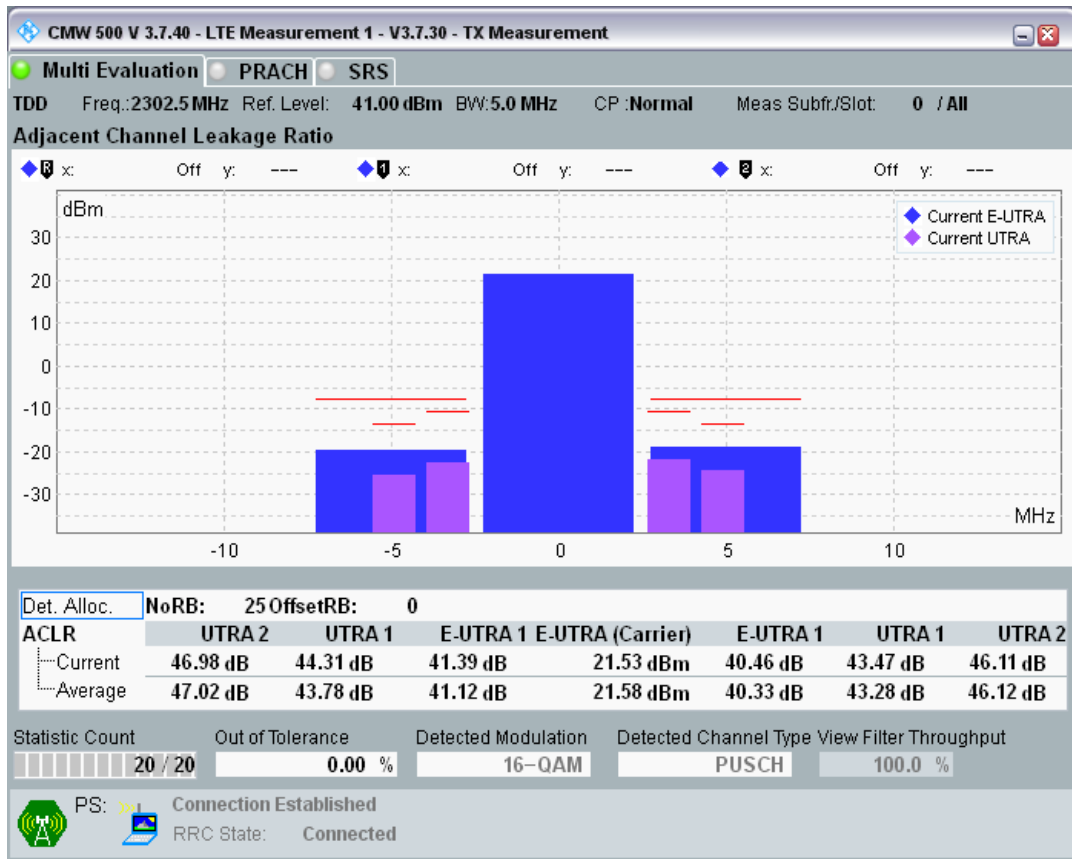 CMW 500 V 3.7.40 - LTE Measurement 1 - V3.7.30 - TX Measurement
Multi Evaluation PRACH SRS
TDD Freq.:2302.5 MHz Ref. Level: 41.00 dBm BW:5.0 MHz CP :Normal Meas Subfr./Slot: 0 / All
Adjacent Channel Leakage Ratio
R x: Off y: --- 1 x: Off y: --- 2 x: Off y: ---
dBm
Current E-UTRA
Current UTRA
30
20
10
0
-10
-20
-30
MHz
-10 -5 0 5 10
Det. Alloc. NoRB: 25 OffsetRB: 0
ACLR UTRA 2 UTRA 1 E-UTRA 1 E-UTRA (Carrier) E-UTRA 1 UTRA 1 UTRA 2
Current 46.98 dB 44.31 dB 41.39 dB 21.53 dBm 40.46 dB 43.47 dB 46.11 dB
Average 47.02 dB 43.78 dB 41.12 dB 21.58 dBm 40.33 dB 43.28 dB 46.12 dB
Statistic Count Out of Tolerance Detected Modulation Detected Channel Type View Filter Throughput
20 / 20 0.00 % 16-QAM PUSCH 100.0 %
PS: Connection Established
RRC State: Connected